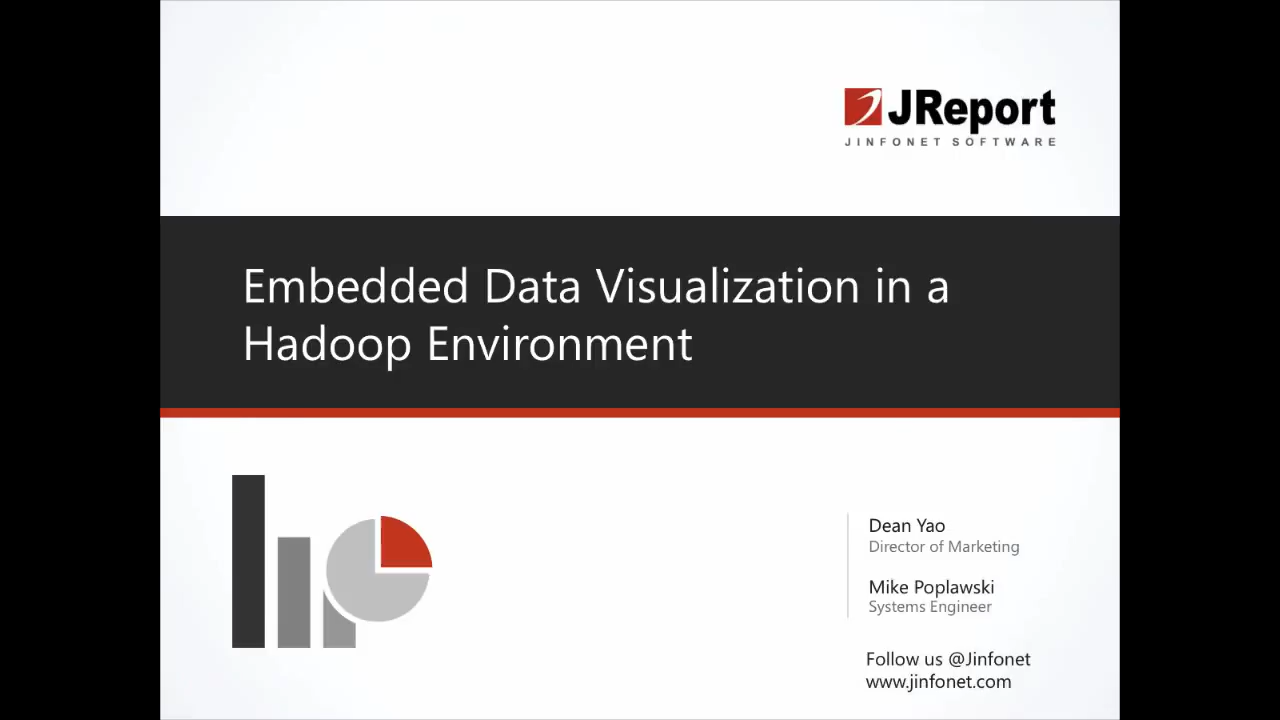 JReport
JINFONET SOFTWARE
Embedded Data Visualization in a
Hadoop Environment
Dean Yao
Director of Marketing
Mike Poplawski
Systems Engineer
Follow us @Jinfonet
www.jinfonet.com